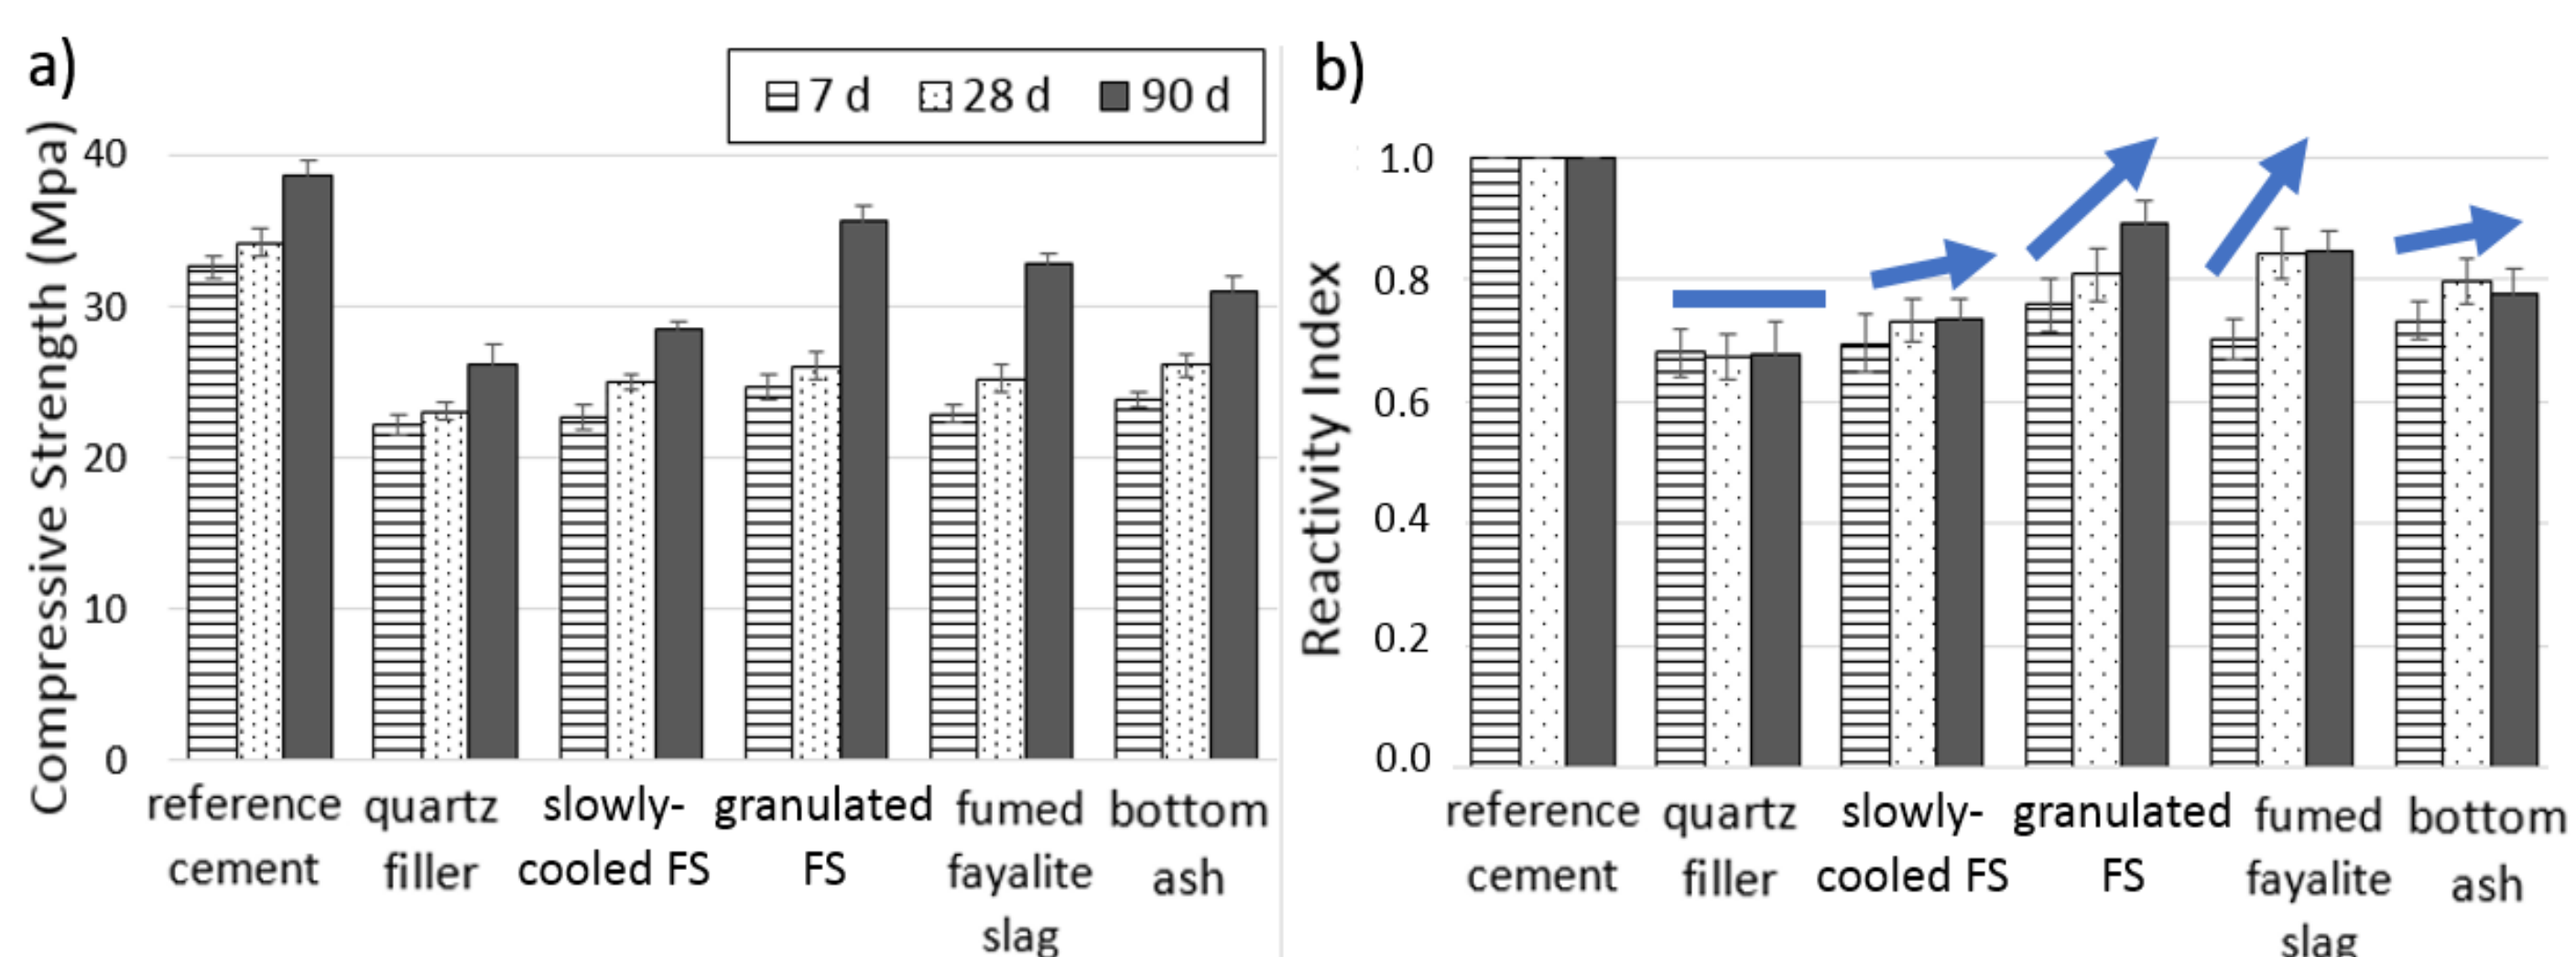 a)
7 d 28 d 90 d
Compressive Strength (Mpa)
40
30
20
10
0
reference cement
quartz filler
slowly-cooled FS
granulated FS
fumed fayalite slag
bottom ash
b)
Reactivity Index
1.0
0.8
0.6
0.4
0.2
0.0
reference cement
quartz filler
slowly-cooled FS
granulated FS
fumed fayalite slag
bottom ash